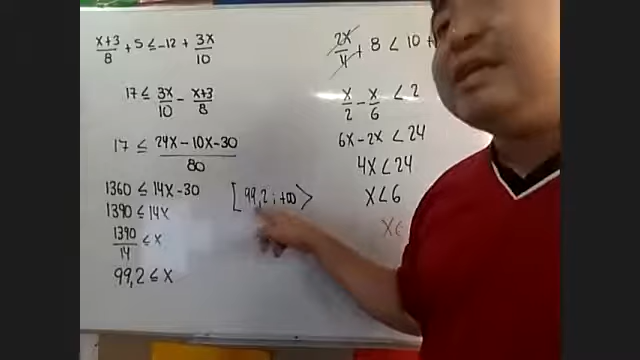 x+3/8 + 5 ≤ -12 + 3x/10
17 ≤ 3x/10 - x+3/8
17 ≤ 24x - 10x - 30/80
1360 ≤ 14x - 30
1390 ≤ 14x
1390/14 ≤ x
99,2 ≤ x
[99,2 ; +∞>
2x/4 + 8 < 10 +
x/2 - x/6 < 2
6x - 2x < 24
4x < 24
x < 6
x ∈